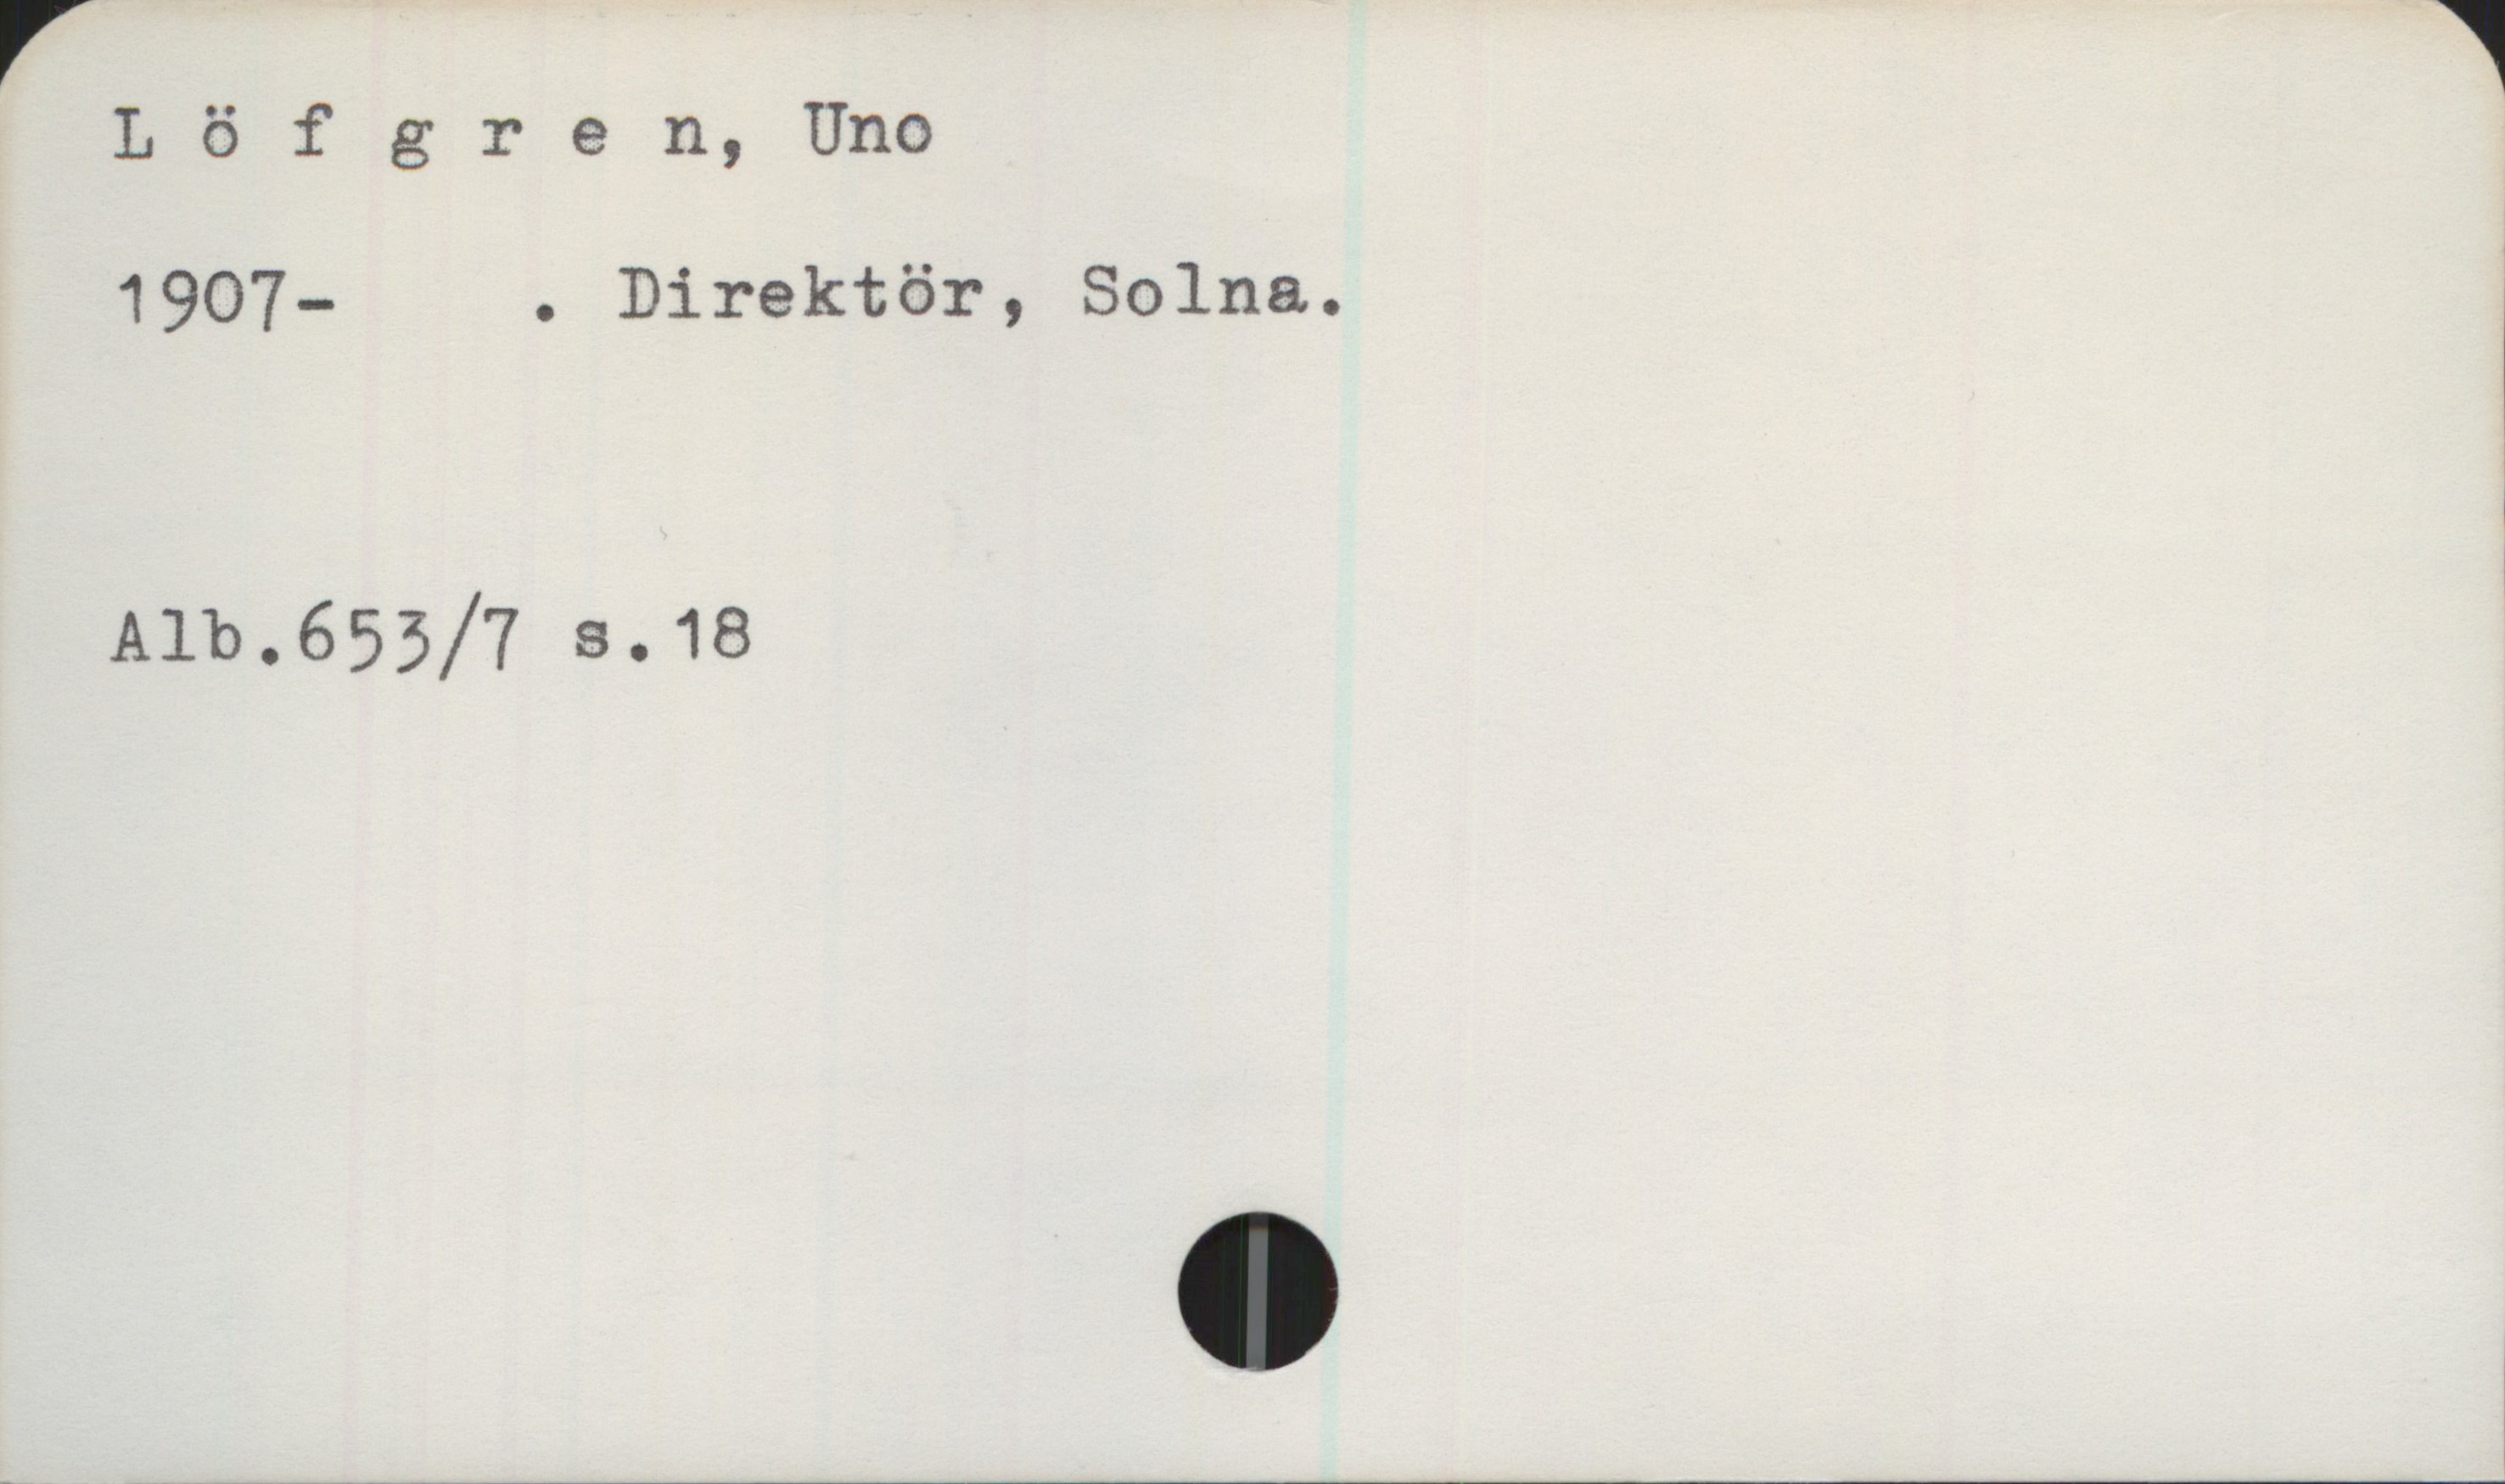 L ö f g r e n, Uno
1907-     . Direktör, Solna.
Alb.653/7 s.18